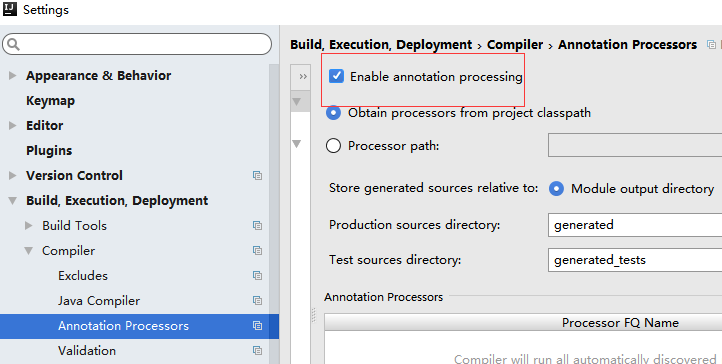 IJ Settings
Build, Execution, Deployment › Compiler › Annotation Processors
Appearance & Behavior
Keymap
Editor
Plugins
Version Control
Build, Execution, Deployment
Build Tools
Compiler
Excludes
Java Compiler
Annotation Processors
Validation
»
Enable annotation processing
Obtain processors from project classpath
Processor path:
Store generated sources relative to: Module output directory
Production sources directory: generated
Test sources directory: generated_tests
Annotation Processors
Processor FQ Name
Compiler will run all automatically discovered